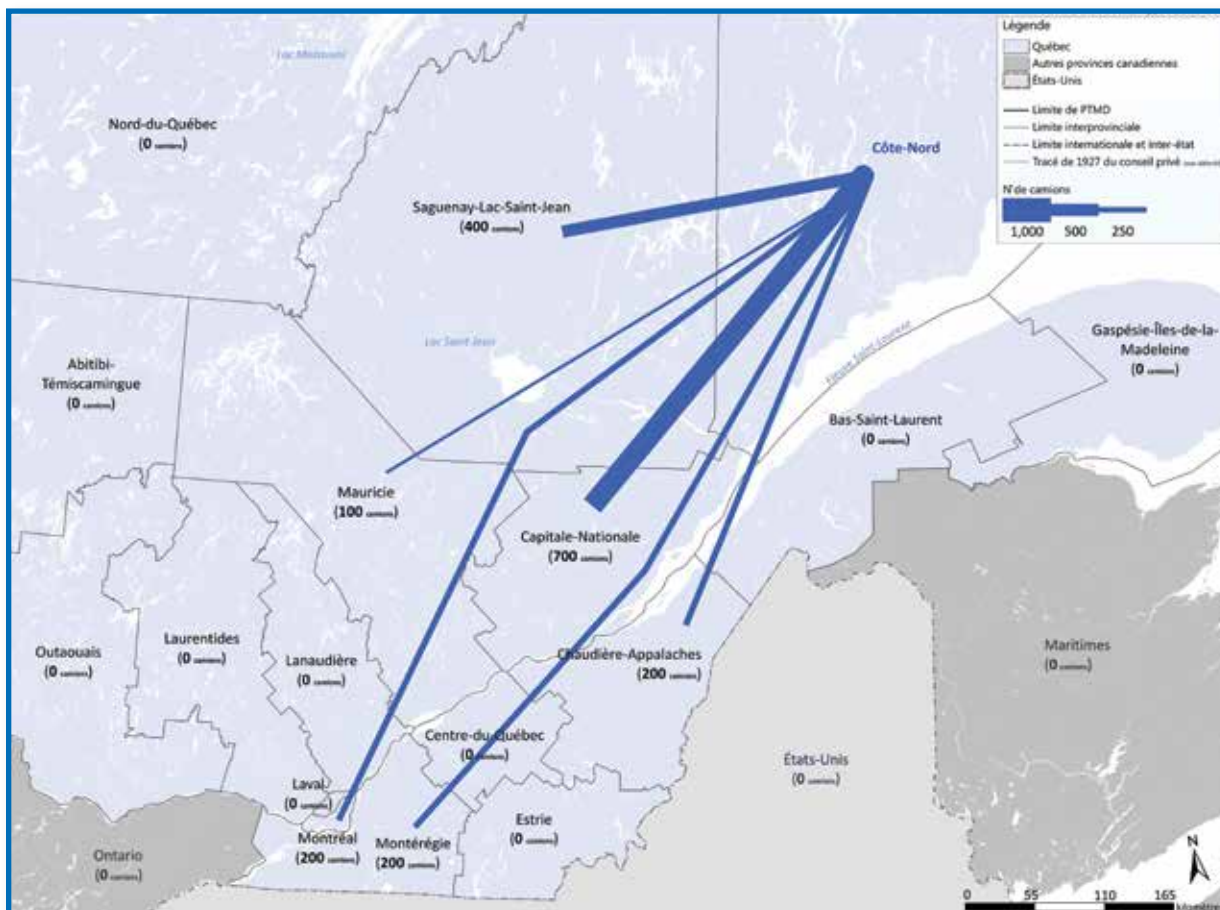 Légende
Québec
Autres provinces canadiennes
États-Unis
Limite de PTMD
Limite interprovinciale
Limite internationale et inter-état
Tracé de 1927 du conseil privé
N'de camions
1,000 500 250
Nord-du-Québec
(0 camions)
Côte-Nord
Saguenay-Lac-Saint-Jean
(400 camions)
Lac Saint Jean
Fleuve Saint-Laurent
Gaspésie-Îles-de-la-
Madeleine
(0 camions)
Abitibi-
Témiscamingue
(0 camions)
Bas-Saint-Laurent
(0 camions)
Mauricie
(100 camions)
Capitale-Nationale
(700 camions)
Outaouais
(0 camions)
Laurentides
(0 camions)
Lanaudière
(0 camions)
Chaudière-Appalaches
(200 camions)
Maritimes
(0 camions)
Centre-du-Québec
(0 camions)
États-Unis
(0 camions)
Laval
(0 camions)
Montréal
(200 camions)
Montérégie
(200 camions)
Estrie
(0 camions)
Ontario
(0 camions)
N
0 55 110 165
kilomètres